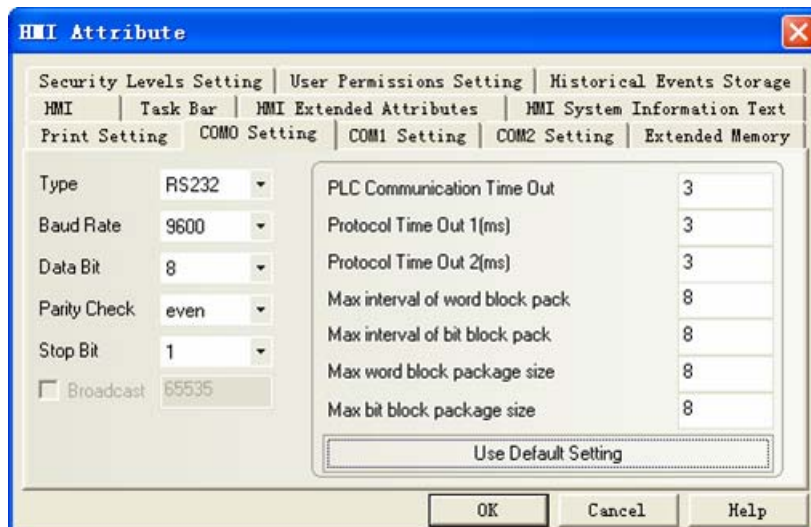 HMI Attribute
Security Levels Setting User Permissions Setting Historical Events Storage
HMI Task Bar HMI Extended Attributes HMI System Information Text
Print Setting COM0 Setting COM1 Setting COM2 Setting Extended Memory
Type RS232
Baud Rate 9600
Data Bit 8
Parity Check even
Stop Bit 1
Broadcast 65535
PLC Communication Time Out 3
Protocol Time Out 1(ms) 3
Protocol Time Out 2(ms) 3
Max interval of word block pack 8
Max interval of bit block pack 8
Max word block package size 8
Max bit block package size 8
Use Default Setting
OK Cancel Help